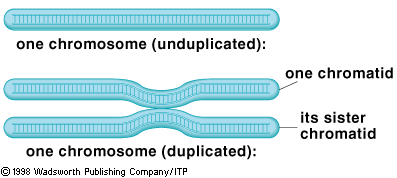 one chromosome (unduplicated):
one chromatid
its sister
chromatid
one chromosome (duplicated):
© 1998 Wadsworth Publishing Company/ITP